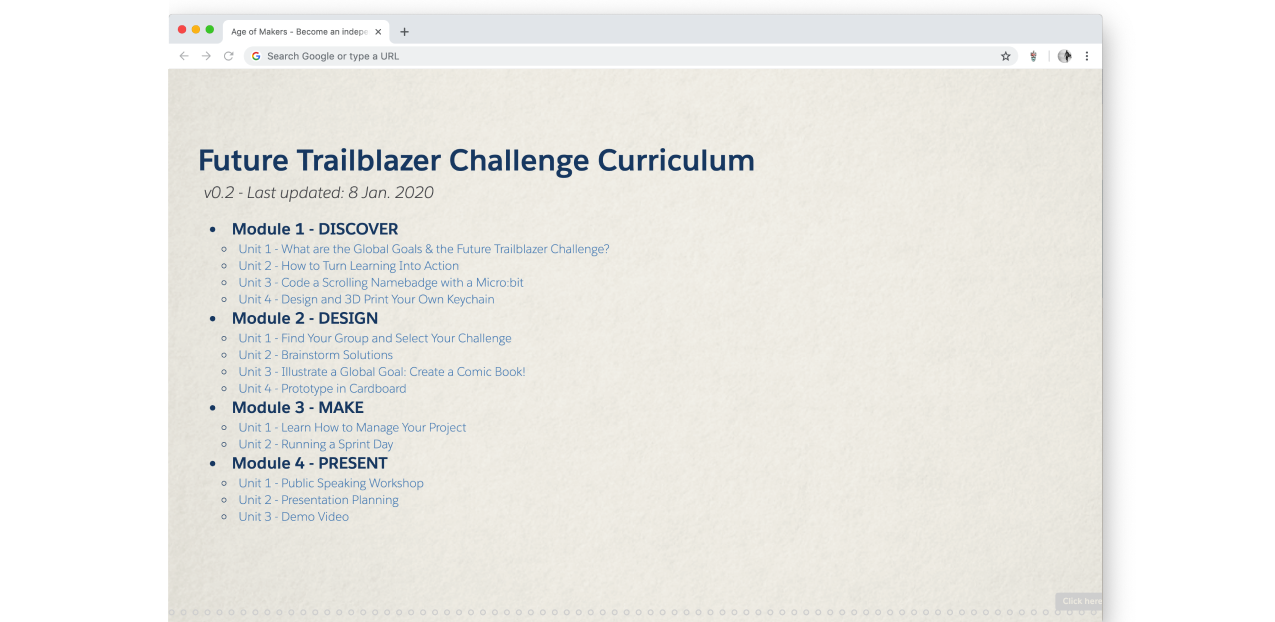 Age of Makers - Become an indepe
Search Google or type a URL
Future Trailblazer Challenge Curriculum
v0.2 - Last updated: 8 Jan. 2020
Module 1 - DISCOVER
Unit 1 - What are the Global Goals & the Future Trailblazer Challenge?
Unit 2 - How to Turn Learning Into Action
Unit 3 - Code a Scrolling Namebadge with a Micro:bit
Unit 4 - Design and 3D Print Your Own Keychain
Module 2 - DESIGN
Unit 1 - Find Your Group and Select Your Challenge
Unit 2 - Brainstorm Solutions
Unit 3 - Illustrate a Global Goal: Create a Comic Book!
Unit 4 - Prototype in Cardboard
Module 3 - MAKE
Unit 1 - Learn How to Manage Your Project
Unit 2 - Running a Sprint Day
Module 4 - PRESENT
Unit 1 - Public Speaking Workshop
Unit 2 - Presentation Planning
Unit 3 - Demo Video
Click here